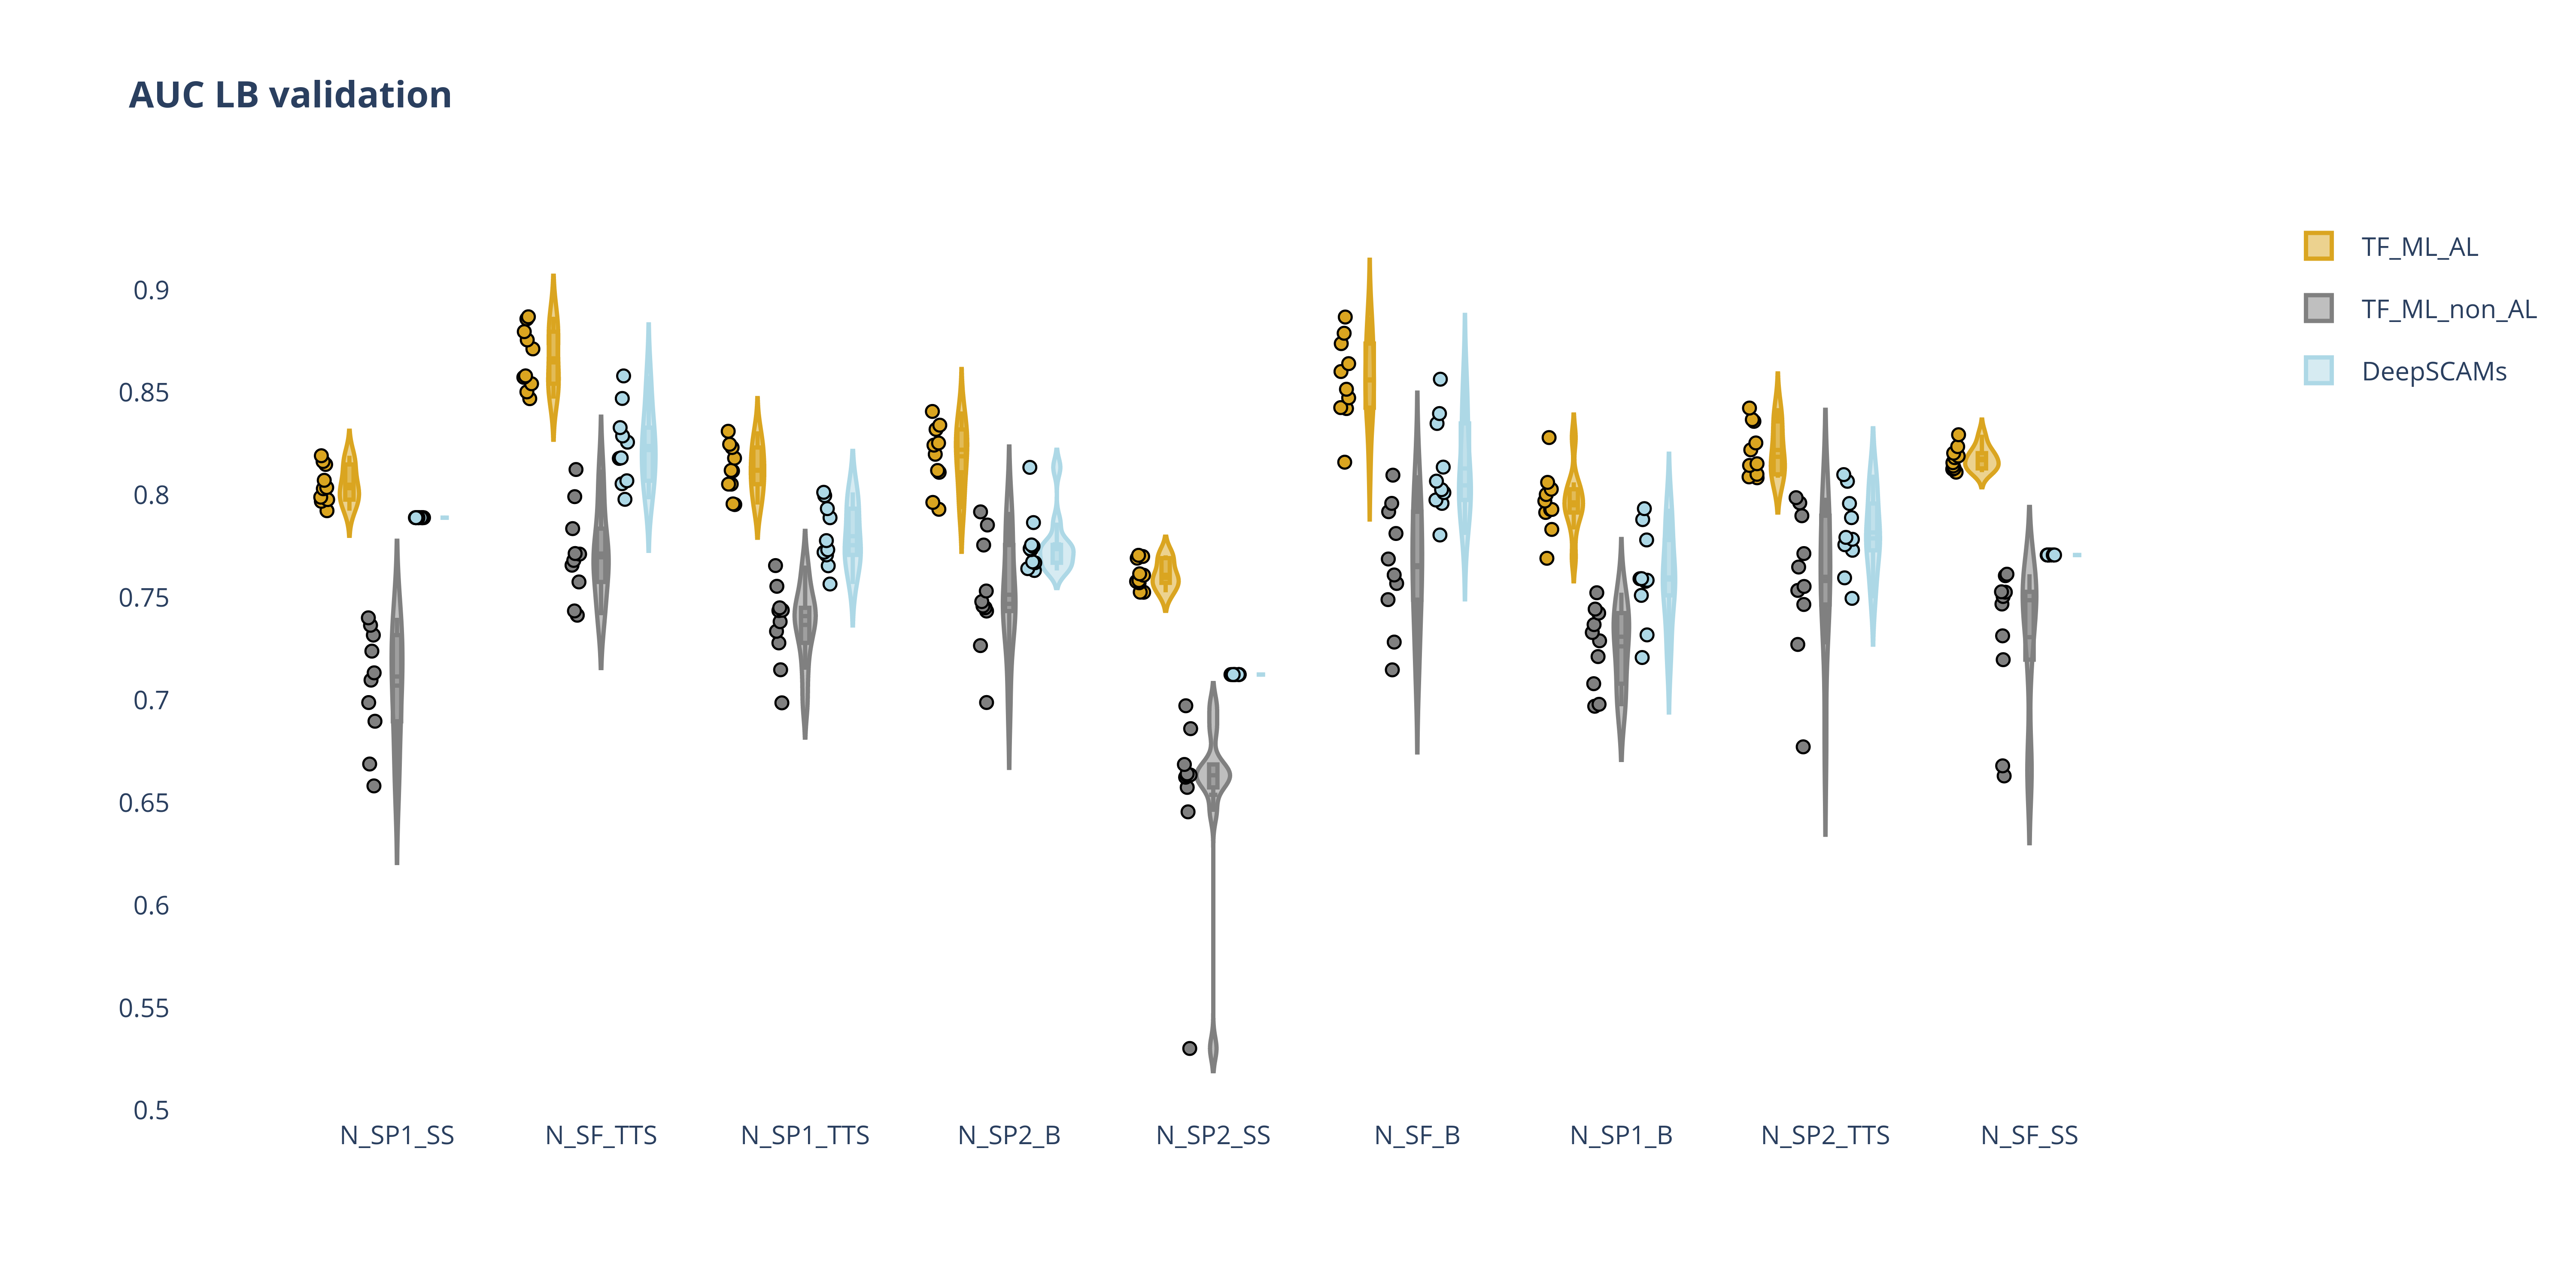 AUC LB validation
TF_ML_AL
TF_ML_non_AL
DeepSCAMs
0.9
0.85
0.8
0.75
0.7
0.65
0.6
0.55
0.5
N_SP1_SS
N_SF_TTS
N_SP1_TTS
N_SP2_B
N_SP2_SS
N_SF_B
N_SP1_B
N_SP2_TTS
N_SF_SS